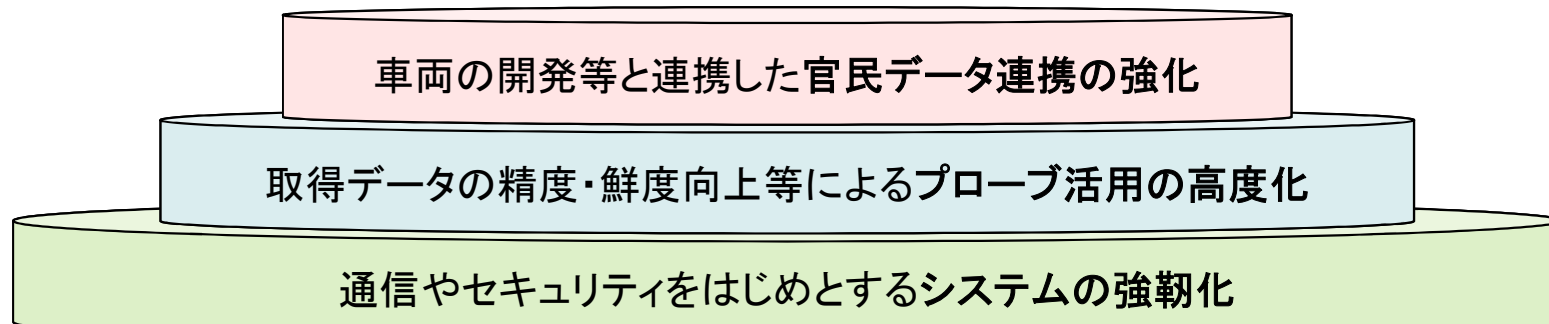 車両の開発等と連携した官民データ連携の強化
取得データの精度・鮮度向上等によるプローブ活用の高度化
通信やセキュリティをはじめとするシステムの強靭化